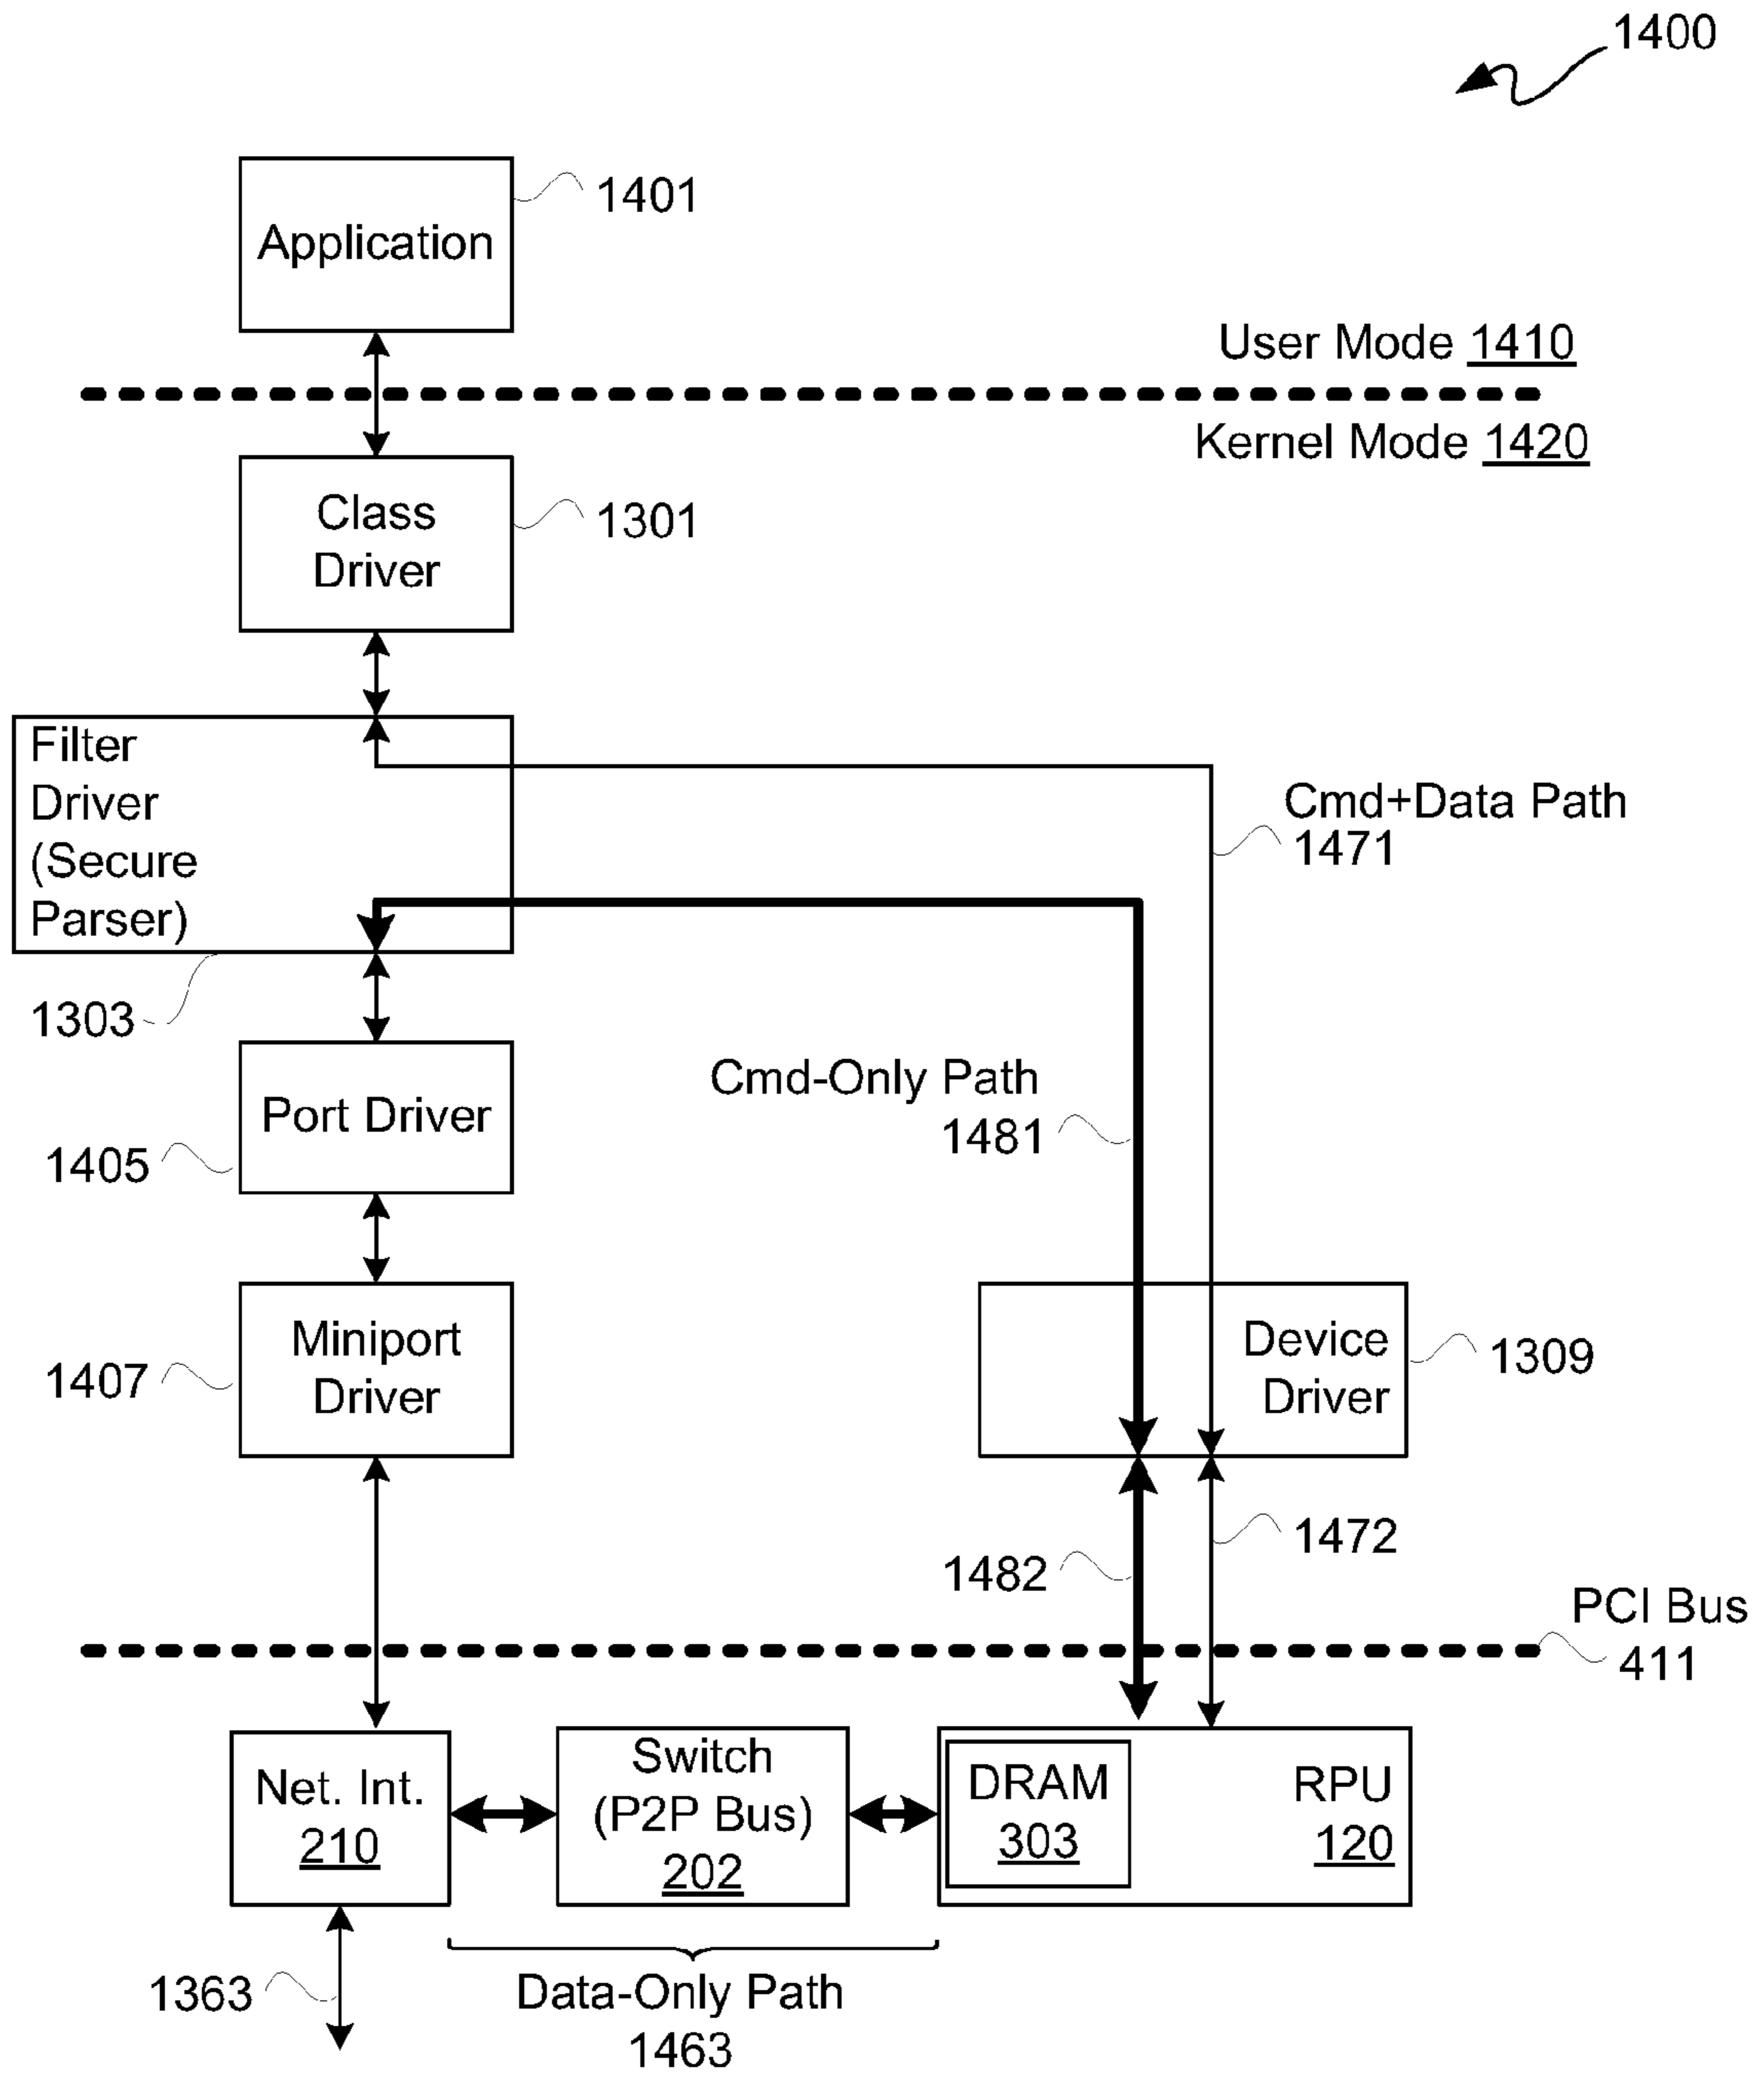 1400
Application
1401
User Mode 1410
Kernel Mode 1420
Class
Driver
1301
Filter
Driver
(Secure
Parser)
1303
Cmd+Data Path
1471
Cmd-Only Path
1481
Port Driver
1405
Miniport
Driver
1407
Device
Driver
1309
1472
1482
PCI Bus
411
Net. Int.
210
Switch
(P2P Bus)
202
DRAM
303
RPU
120
1363
Data-Only Path
1463